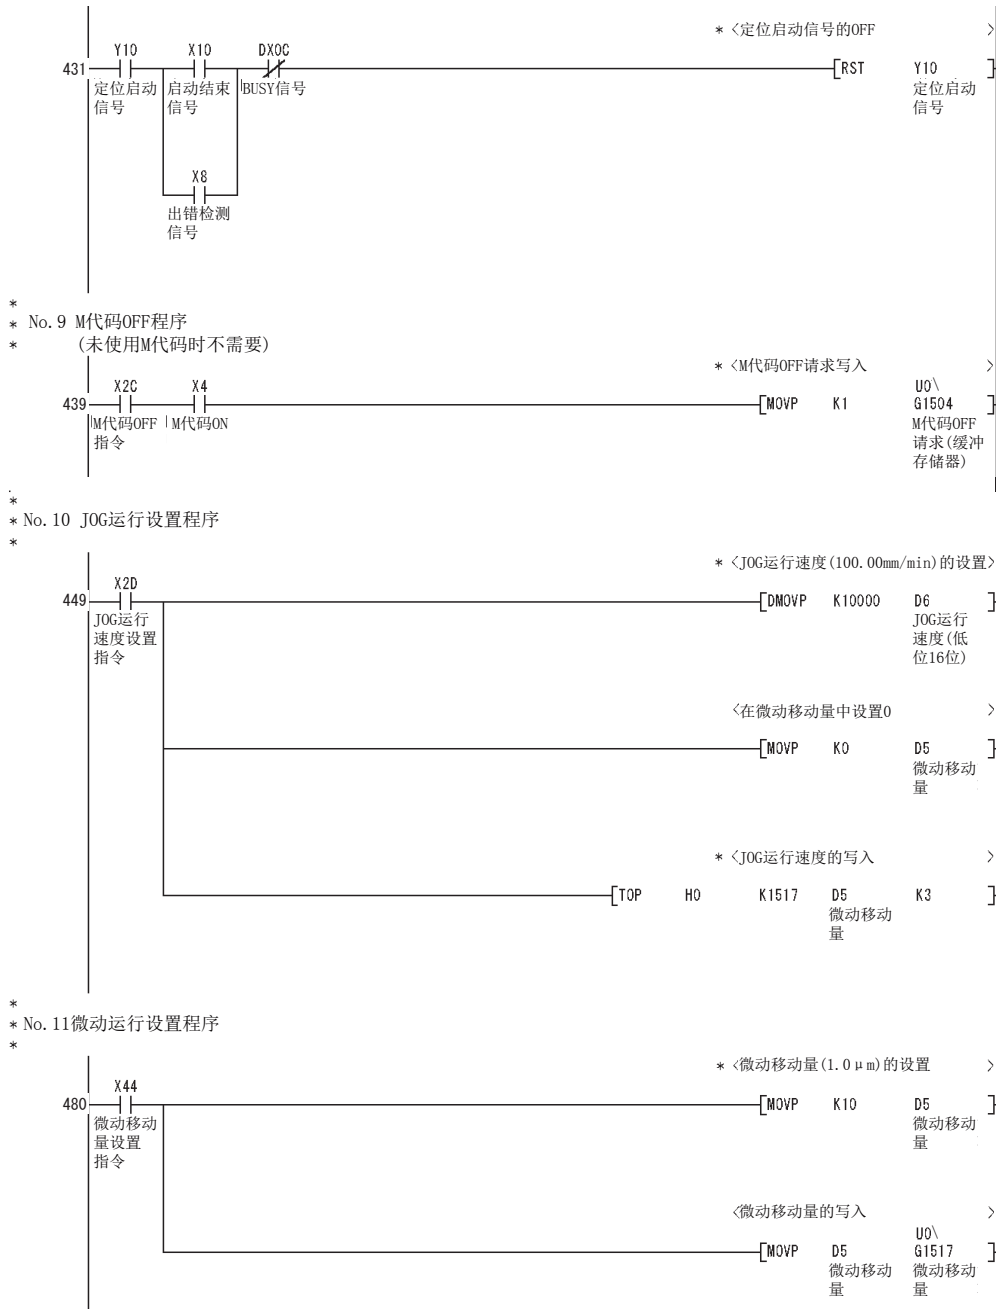 * <定位启动信号的OFF >
Y10 X10 DX0C
431 RST Y10
定位启动 启动结束 BUSY信号 定位启动
信号 信号 信号
X8
出错检测
信号
*
* No.9 M代码OFF程序
* (未使用M代码时不需要)
* <M代码OFF请求写入 >
X2C X4 U0\
439 MOVP K1 G1504
M代码OFF M代码ON M代码OFF
指令 请求(缓冲
存储器)
*
* No.10 JOG运行设置程序
*
* <JOG运行速度(100.00mm/min)的设置>
X2D
449 DMOVP K10000 D6
JOG运行 JOG运行
速度设置 速度(低
指令 位16位)
<在微动移动量中设置0 >
MOVP K0 D5
微动移动
量
* <JOG运行速度的写入 >
TOP H0 K1517 D5 K3
微动移动
量
*
* No.11微动运行设置程序
*
* <微动移动量(1.0μm)的设置 >
X44
480 MOVP K10 D5
微动移动 微动移动
量设置 量
指令
<微动移动量的写入 >
U0\
MOVP D5 G1517
微动移动 微动移动
量 量